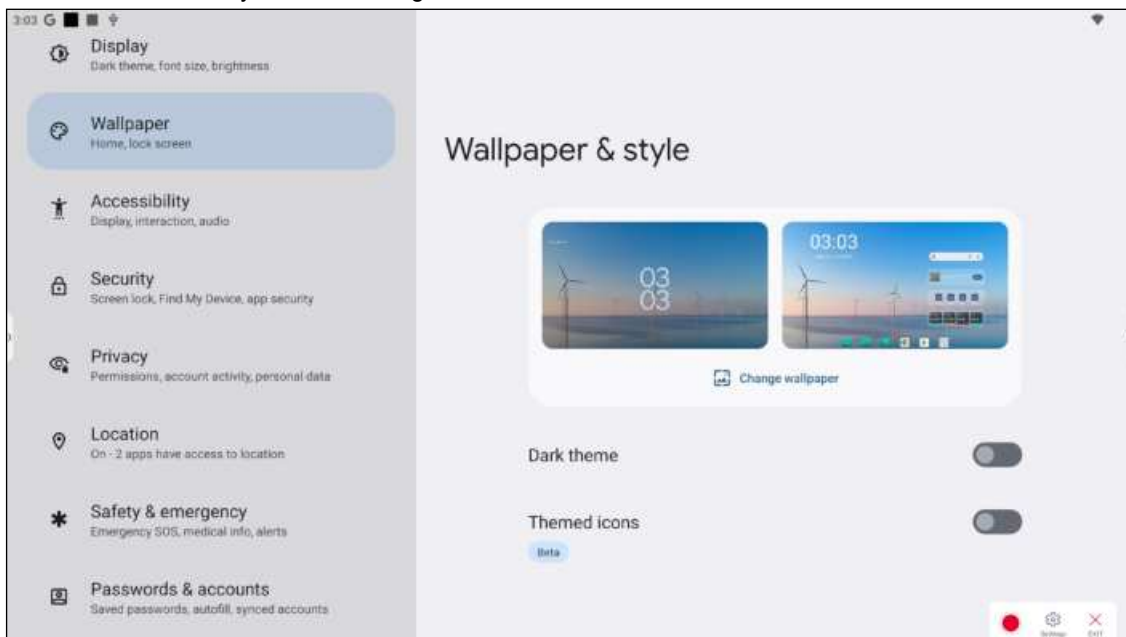 3:03 G
Display
Dark theme, font size, brightness
Wallpaper
Home, lock screen
Accessibility
Display, interaction, audio
Security
Screen lock, Find My Device, app security
Privacy
Permissions, account activity, personal data
Location
On - 2 apps have access to location
Safety & emergency
Emergency SOS, medical info, alerts
Passwords & accounts
Saved passwords, autofill, synced accounts
Wallpaper & style
03
03
03:03
Change wallpaper
Dark theme
Themed icons
Beta
Settings
EXIT